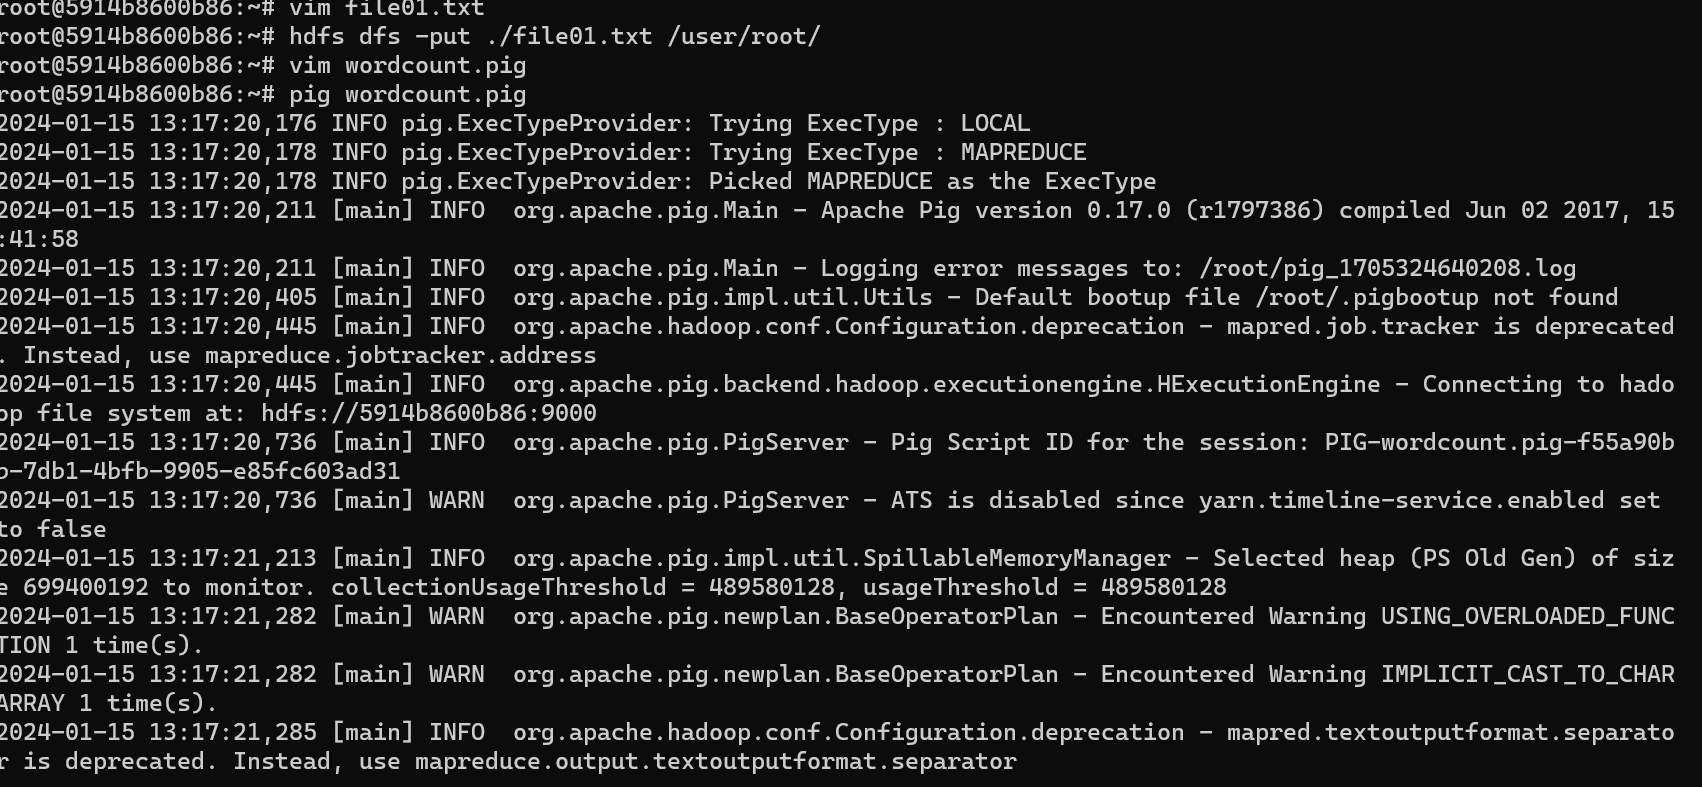 root@5914b8600b86:~# vim file01.txt
root@5914b8600b86:~# hdfs dfs -put ./file01.txt /user/root/
root@5914b8600b86:~# vim wordcount.pig
root@5914b8600b86:~# pig wordcount.pig
2024-01-15 13:17:20,176 INFO pig.ExecTypeProvider: Trying ExecType : LOCAL
2024-01-15 13:17:20,178 INFO pig.ExecTypeProvider: Trying ExecType : MAPREDUCE
2024-01-15 13:17:20,178 INFO pig.ExecTypeProvider: Picked MAPREDUCE as the ExecType
2024-01-15 13:17:20,211 [main] INFO  org.apache.pig.Main - Apache Pig version 0.17.0 (r1797386) compiled Jun 02 2017, 15
:41:58
2024-01-15 13:17:20,211 [main] INFO  org.apache.pig.Main - Logging error messages to: /root/pig_1705324640208.log
2024-01-15 13:17:20,405 [main] INFO  org.apache.pig.impl.util.Utils - Default bootup file /root/.pigbootup not found
2024-01-15 13:17:20,445 [main] INFO  org.apache.hadoop.conf.Configuration.deprecation - mapred.job.tracker is deprecated
. Instead, use mapreduce.jobtracker.address
2024-01-15 13:17:20,445 [main] INFO  org.apache.pig.backend.hadoop.executionengine.HExecutionEngine - Connecting to hado
op file system at: hdfs://5914b8600b86:9000
2024-01-15 13:17:20,736 [main] INFO  org.apache.pig.PigServer - Pig Script ID for the session: PIG-wordcount.pig-f55a90b
b-7db1-4bfb-9905-e85fc603ad31
2024-01-15 13:17:20,736 [main] WARN  org.apache.pig.PigServer - ATS is disabled since yarn.timeline-service.enabled set
to false
2024-01-15 13:17:21,213 [main] INFO  org.apache.pig.impl.util.SpillableMemoryManager - Selected heap (PS Old Gen) of siz
e 699400192 to monitor. collectionUsageThreshold = 489580128, usageThreshold = 489580128
2024-01-15 13:17:21,282 [main] WARN  org.apache.pig.newplan.BaseOperatorPlan - Encountered Warning USING_OVERLOADED_FUNC
TION 1 time(s).
2024-01-15 13:17:21,282 [main] WARN  org.apache.pig.newplan.BaseOperatorPlan - Encountered Warning IMPLICIT_CAST_TO_CHAR
ARRAY 1 time(s).
2024-01-15 13:17:21,285 [main] INFO  org.apache.hadoop.conf.Configuration.deprecation - mapred.textoutputformat.separato
r is deprecated. Instead, use mapreduce.output.textoutputformat.separator